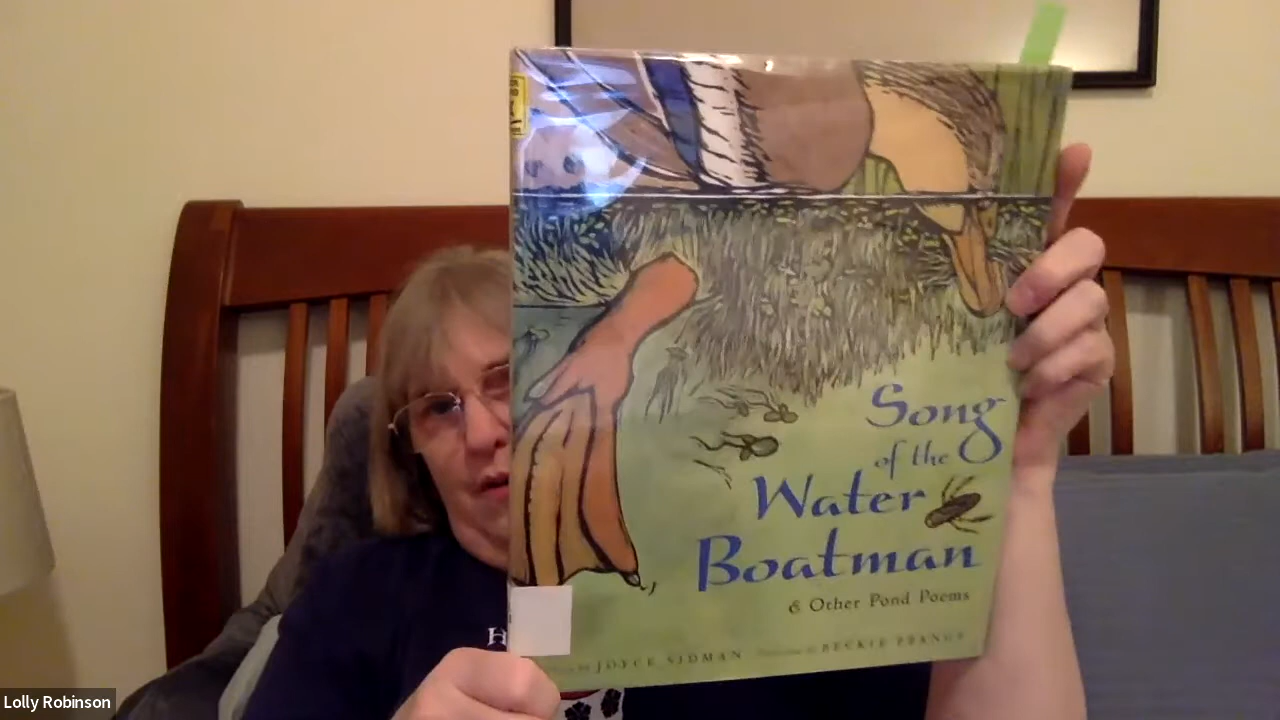 Song
of the
Water
Boatman
& Other Pond Poems
JOYCE SIDMAN
BECKIE PRANGE
H
Lolly Robinson